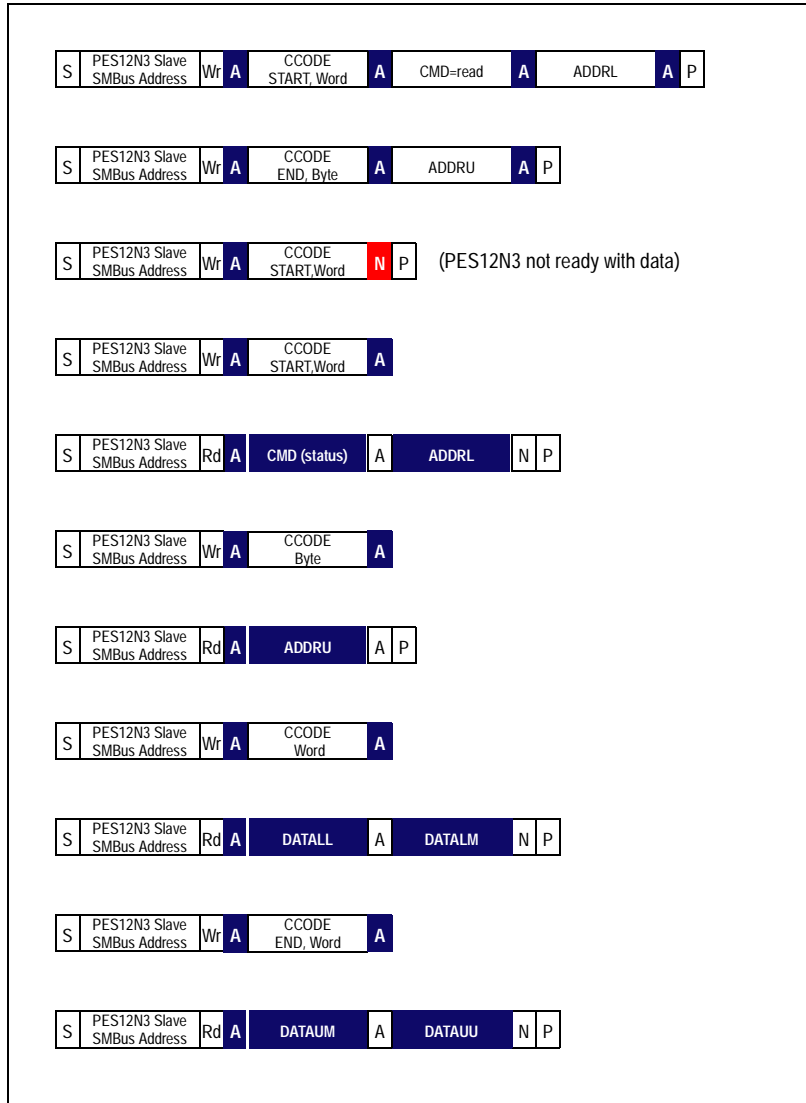 S PES12N3 Slave SMBus Address Wr A CCODE START, Word A CMD=read A ADDRL A P
S PES12N3 Slave SMBus Address Wr A CCODE END, Byte A ADDRU A P
S PES12N3 Slave SMBus Address Wr A CCODE START,Word N P (PES12N3 not ready with data)
S PES12N3 Slave SMBus Address Wr A CCODE START,Word A
S PES12N3 Slave SMBus Address Rd A CMD (status) A ADDRL N P
S PES12N3 Slave SMBus Address Wr A CCODE Byte A
S PES12N3 Slave SMBus Address Rd A ADDRU A P
S PES12N3 Slave SMBus Address Wr A CCODE Word A
S PES12N3 Slave SMBus Address Rd A DATALL A DATALM N P
S PES12N3 Slave SMBus Address Wr A CCODE END, Word A
S PES12N3 Slave SMBus Address Rd A DATAUM A DATAUU N P